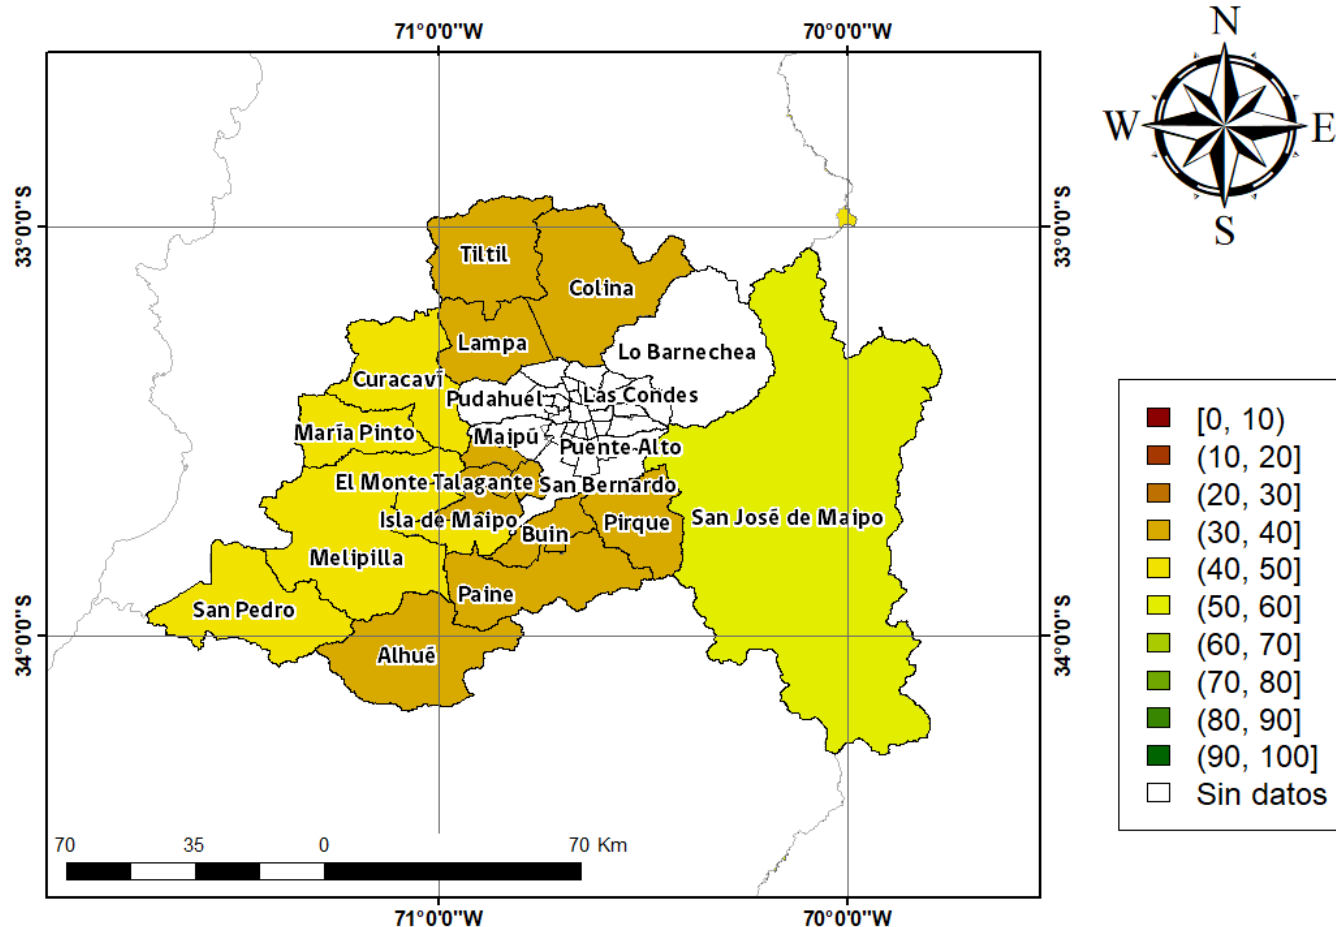 71°0'0"W
70°0'0"W
N
W
E
S
33°0'0"S
33°0'0"S
Tiltil
Colina
Lampa
Lo Barnechea
Curacaví
Pudahuel
Las Condes
María Pinto
Maipú
Puente Alto
El Monte
Talagante
San Bernardo
Isla de Maipo
Buin
Pirque
San José de Maipo
Melipilla
Paine
San Pedro
Alhué
34°0'0"S
34°0'0"S
[0, 10)
(10, 20]
(20, 30]
(30, 40]
(40, 50]
(50, 60]
(60, 70]
(70, 80]
(80, 90]
(90, 100]
Sin datos
70 35 0 70 Km
71°0'0"W
70°0'0"W